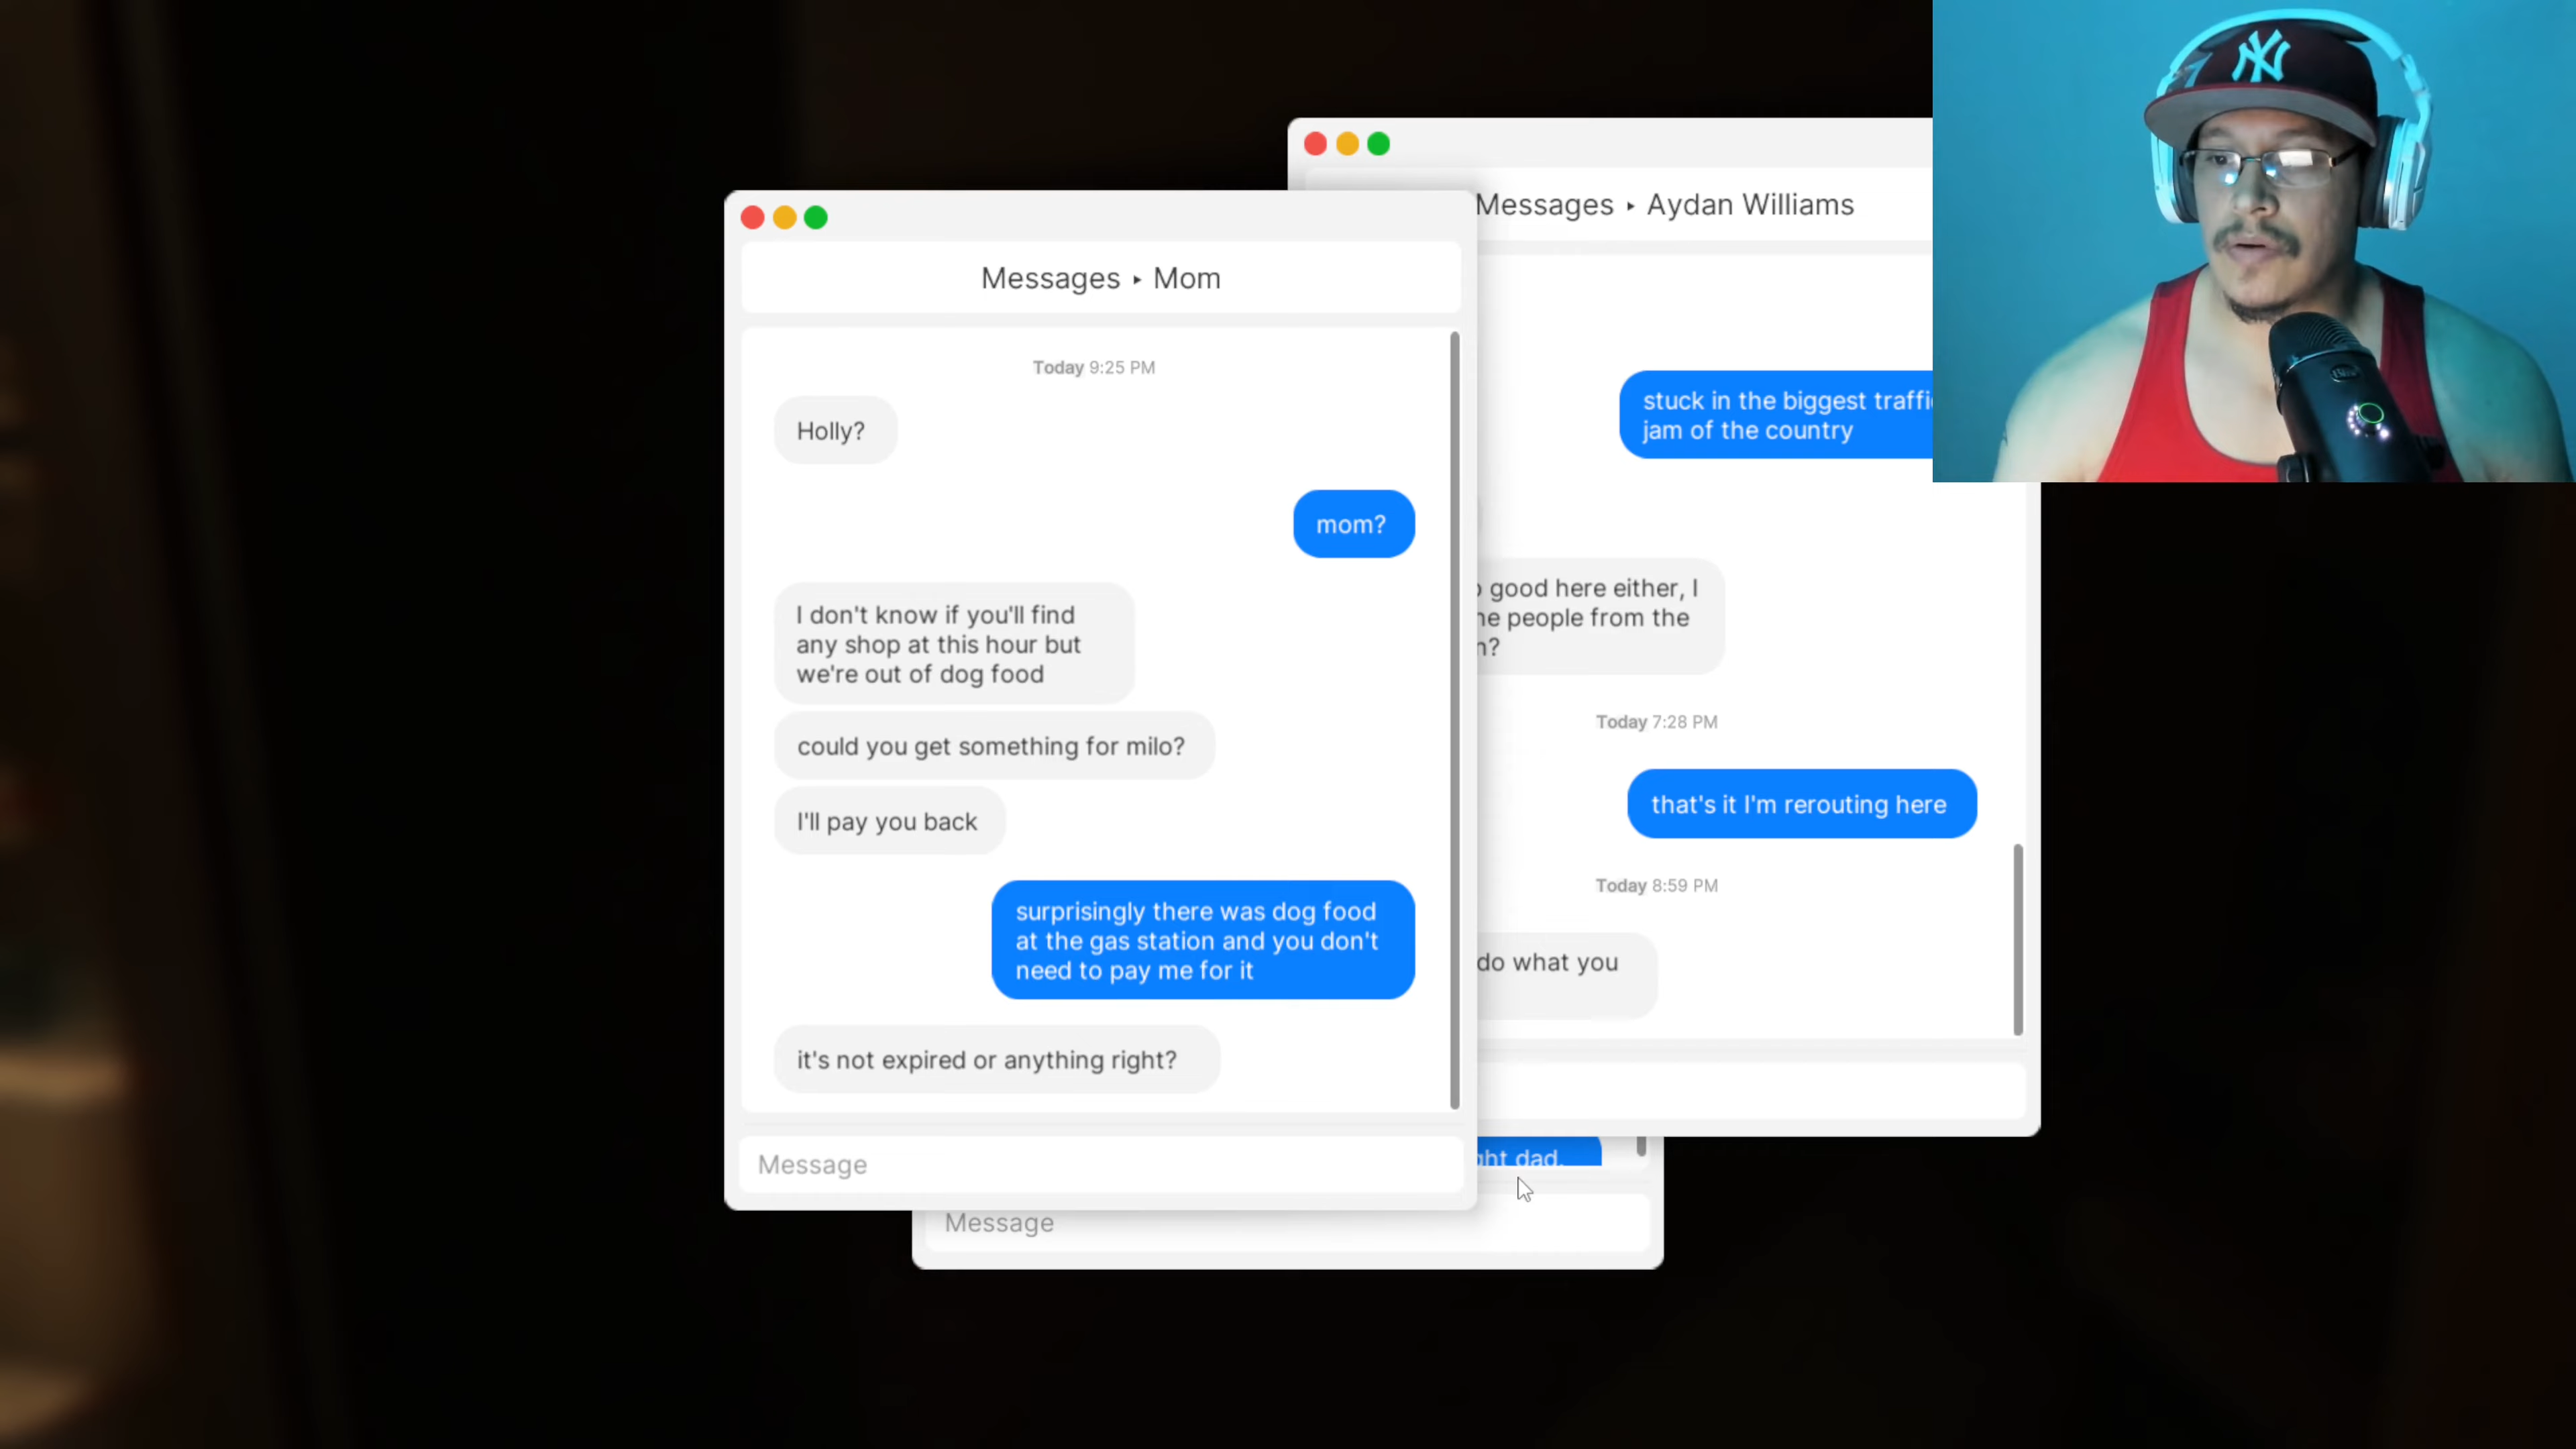 NY
Messages ‣ Aydan Williams
stuck in the biggest
jam of the country
good here either, I
people from the
Today 7:28 PM
that's it I'm rerouting here
Today 8:59 PM
do what you
Messages ‣ Mom
Today 9:25 PM
Holly?
mom?
I don't know if you'll find
any shop at this hour but
we're out of dog food
could you get something for milo?
I'll pay you back
surprisingly there was dog food
at the gas station and you don't
need to pay me for it
it's not expired or anything right?
Message
dad.
Message